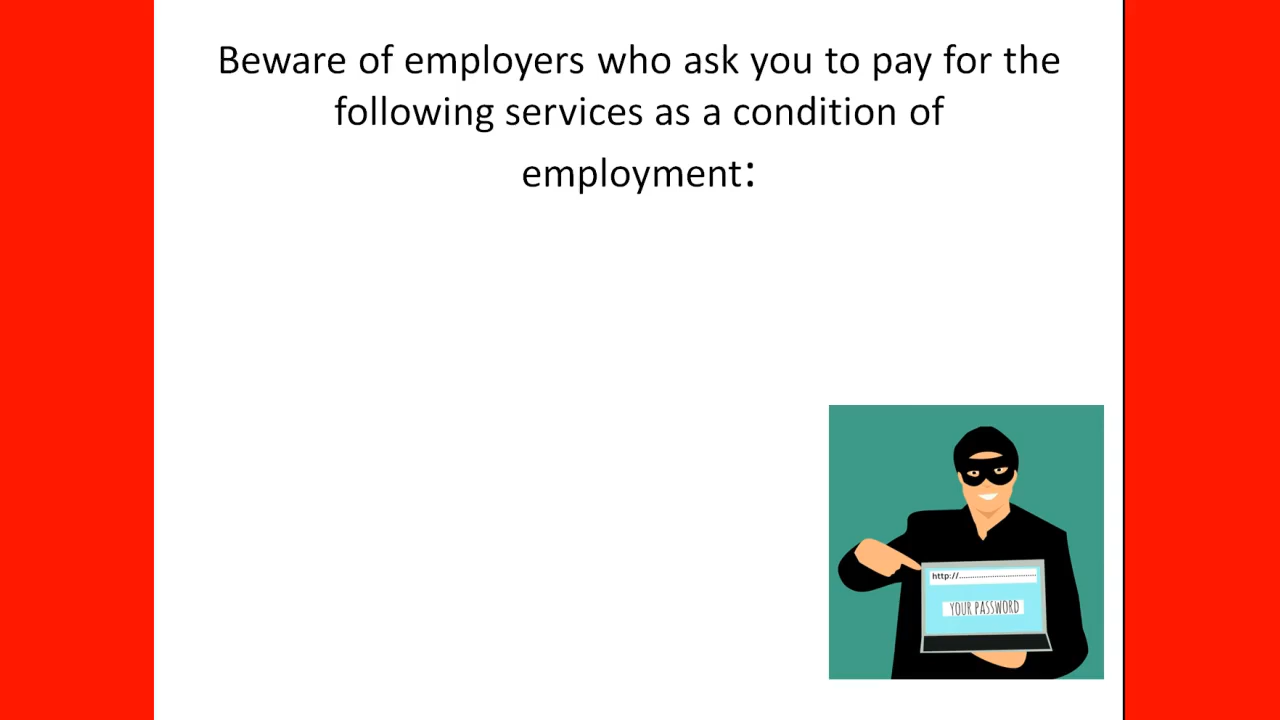 Beware of employers who ask you to pay for the
following services as a condition of
employment:
http://.................................
YOUR PASSWORD